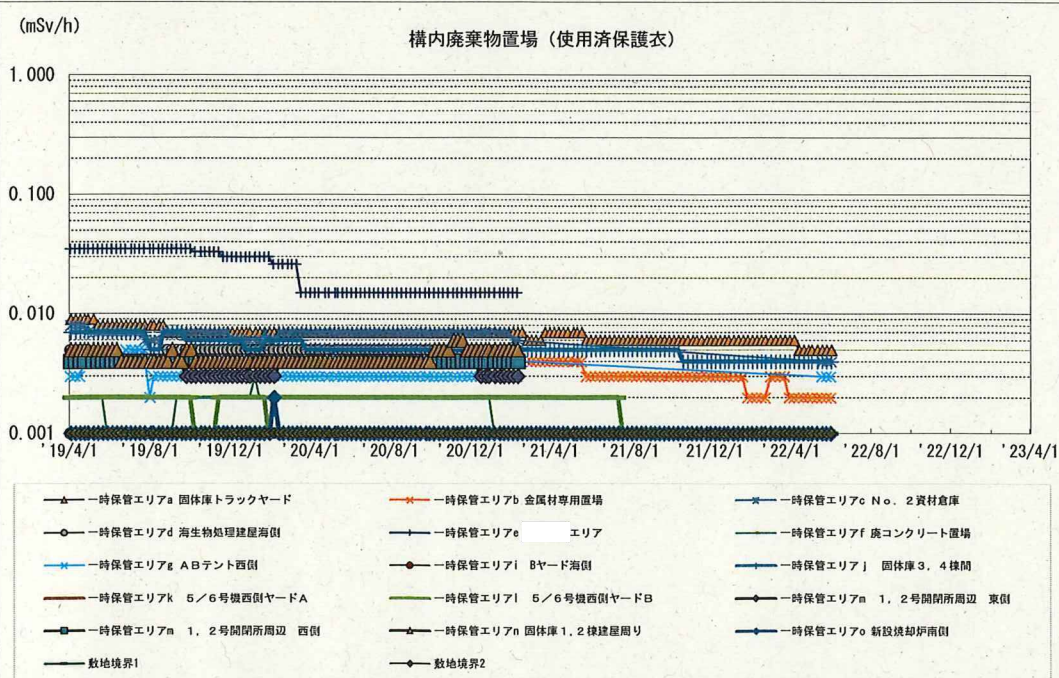 (mSv/h)
構内廃棄物置場（使用済保護衣）
1.000
0.100
0.010
0.001
'19/4/1 '19/8/1 '19/12/1 '20/4/1 '20/8/1 '20/12/1 '21/4/1 '21/8/1 '21/12/1 '22/4/1 '22/8/1 '22/12/1 '23/4/1
一時保管エリアa 固体庫トラックヤード 一時保管エリアb 金属材専用置場 一時保管エリアc No．2資材倉庫
一時保管エリアd 海生物処理建屋海側 一時保管エリアe エリア 一時保管エリアf 廃コンクリート置場
一時保管エリアg ABテント西側 一時保管エリアi Bヤード海側 一時保管エリアj 固体庫3．4棟間
一時保管エリアk 5／6号機西側ヤードA 一時保管エリアl 5／6号機西側ヤードB 一時保管エリアm 1，2号開閉所周辺 東側
一時保管エリアm 1，2号開閉所周辺 西側 一時保管エリアn 固体庫1，2棟建屋周り 一時保管エリアo 新設焼却炉南側
敷地境界1 敷地境界2